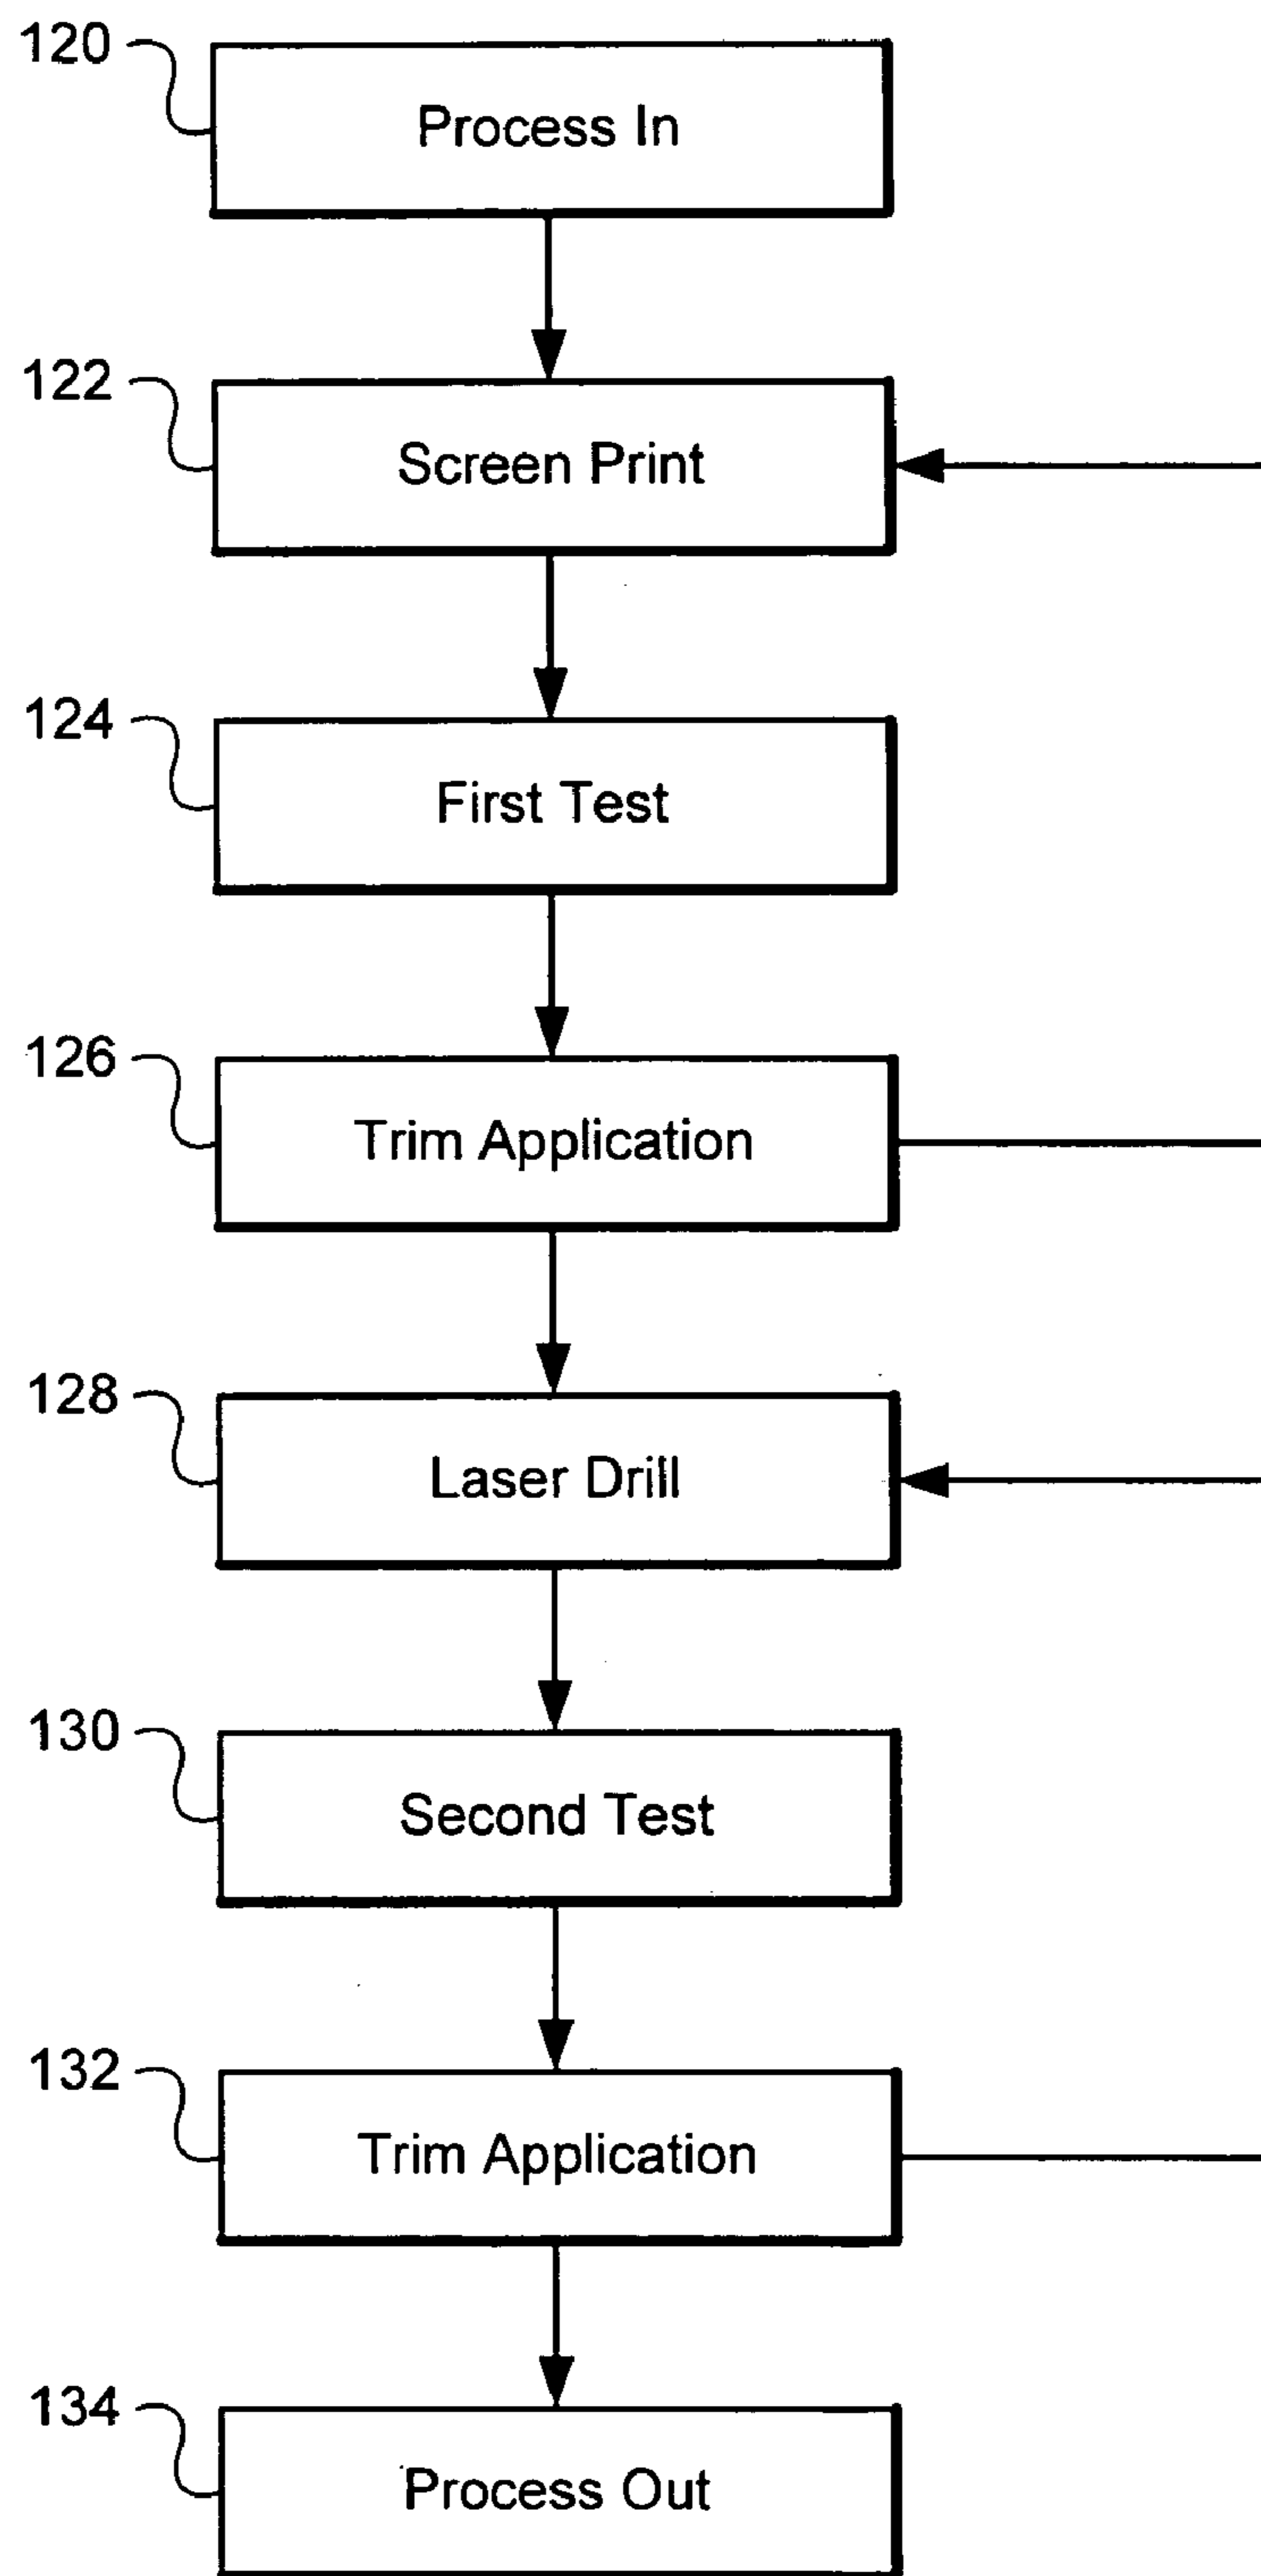 120
Process In
122
Screen Print
124
First Test
126
Trim Application
128
Laser Drill
130
Second Test
132
Trim Application
134
Process Out